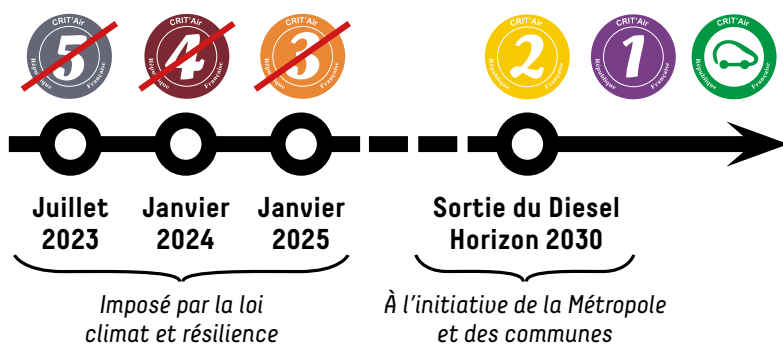 CRIT'Air
5
République Française
CRIT'Air
4
République Française
CRIT'Air
3
République Française
CRIT'Air
2
République Française
CRIT'Air
1
République Française
CRIT'Air
République Française
Juillet
2023
Janvier
2024
Janvier
2025
Sortie du Diesel
Horizon 2030
Imposé par la loi
climat et résilience
À l'initiative de la Métropole
et des communes